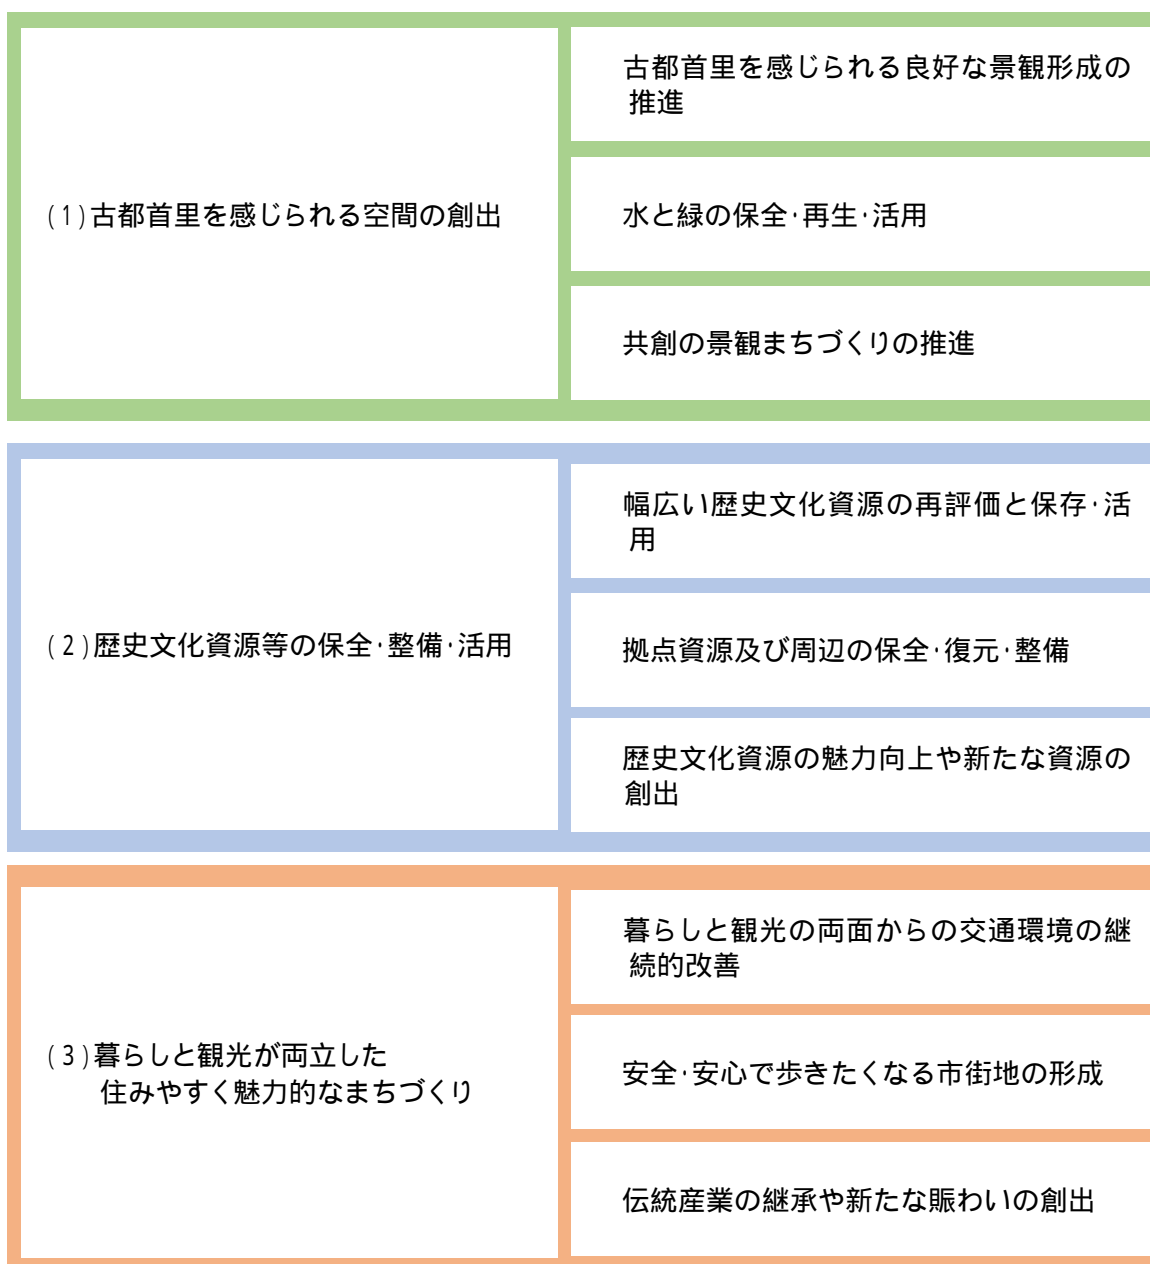 (1)古都首里を感じられる空間の創出
古都首里を感じられる良好な景観形成の
推進
水と緑の保全・再生・活用
共創の景観まちづくりの推進
(2)歴史文化資源等の保全・整備・活用
幅広い歴史文化資源の再評価と保存・活
用
拠点資源及び周辺の保全・復元・整備
歴史文化資源の魅力向上や新たな資源の
創出
(3)暮らしと観光が両立した
住みやすく魅力的なまちづくり
暮らしと観光の両面からの交通環境の継
続的改善
安全・安心で歩きたくなる市街地の形成
伝統産業の継承や新たな賑わいの創出